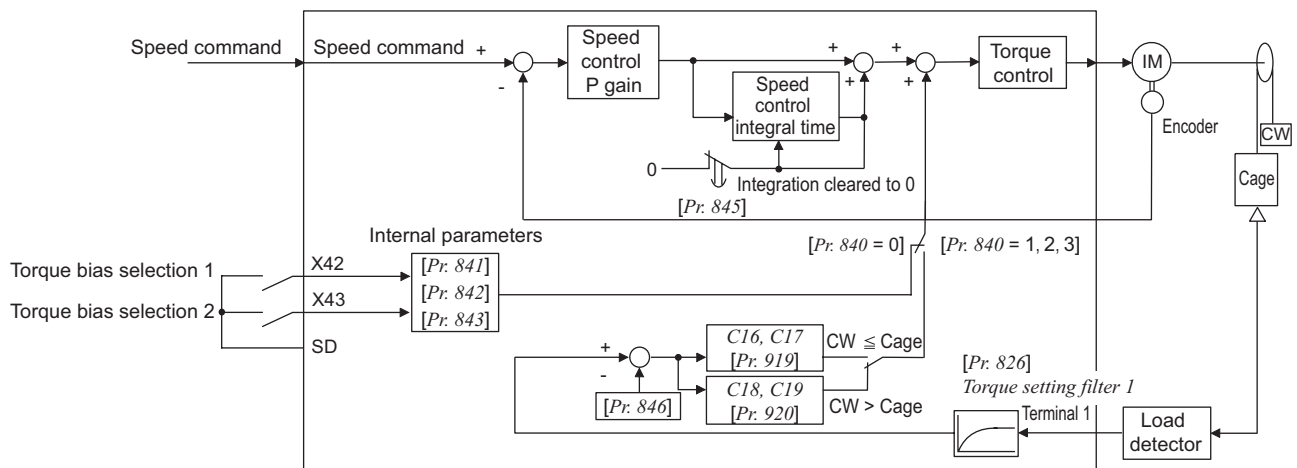 Speed command
Speed command
+
-
Speed
control
P gain
+
+
+
+
Torque
control
IM
Speed
control
integral time
Encoder
CW
Cage
0
Integration cleared to 0
[Pr. 845]
Internal parameters
[Pr. 840 = 0]
[Pr. 840 = 1, 2, 3]
Torque bias selection 1
X42
[Pr. 841]
[Pr. 842]
Torque bias selection 2
X43
[Pr. 843]
SD
+
-
C16, C17
[Pr. 919]
CW ≦ Cage
[Pr. 846]
C18, C19
[Pr. 920]
CW > Cage
[Pr. 826]
Torque setting filter 1
Terminal 1
Load
detector